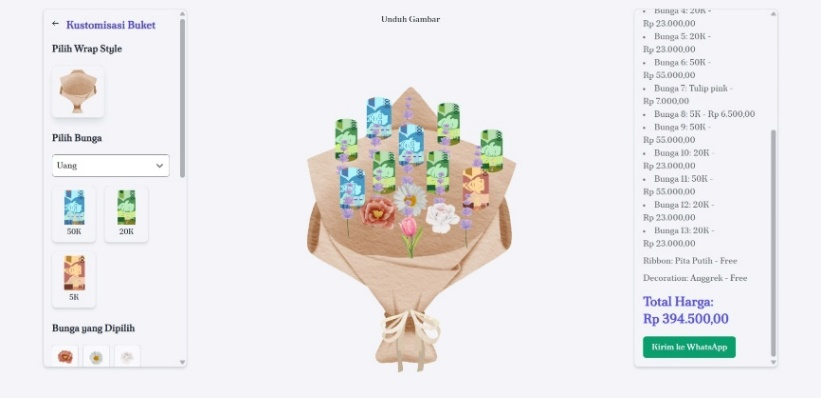 ← Kustomisasi Buket
Pilih Wrap Style
Pilih Bunga
Uang
50K
20K
5K
Bunga yang Dipilih
Unduh Gambar
Bunga 4: 20K -
Rp 23.000,00
Bunga 5: 20K -
Rp 23.000,00
Bunga 6: 50K -
Rp 55.000,00
Bunga 7: Tulip pink -
Rp 7.000,00
Bunga 8: 5K - Rp 6.500,00
Bunga 9: 50K -
Rp 55.000,00
Bunga 10: 20K -
Rp 23.000,00
Bunga 11: 50K -
Rp 55.000,00
Bunga 12: 20K -
Rp 23.000,00
Bunga 13: 20K -
Rp 23.000,00
Ribbon: Pita Putih - Free
Decoration: Anggrek - Free
Total Harga:
Rp 394.500,00
Kirim ke WhatsApp